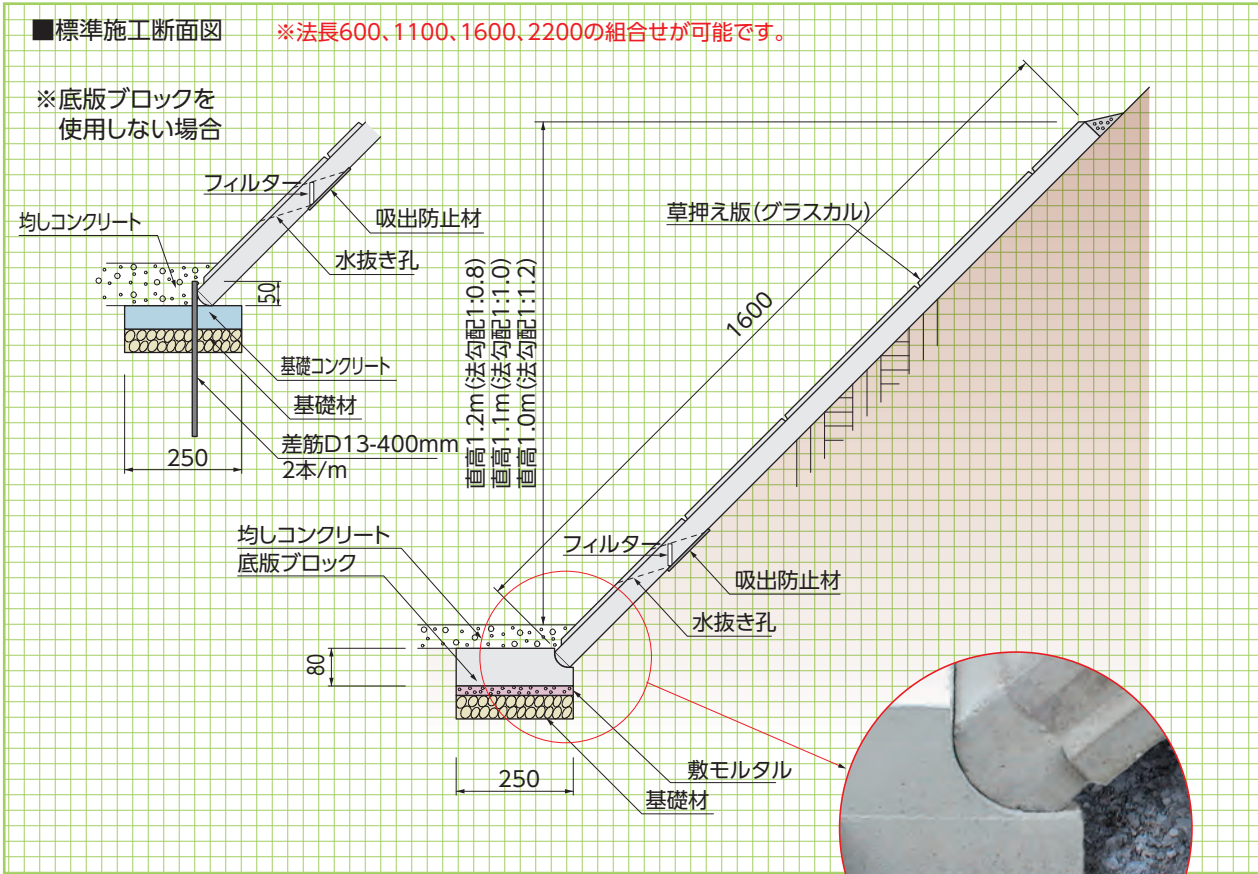 ■標準施工断面図
※法長600、1100、1600、2200の組合せが可能です。
※底版ブロックを
使用しない場合
フィルター
均しコンクリート
吸出防止材
水抜き孔
50
基礎コンクリート
基礎材
差筋D13-400mm
2本/m
250
直高1.2m(法勾配1:0.8)
直高1.1m(法勾配1:1.0)
直高1.0m(法勾配1:1.2)
1600
草押え版(グラスカル)
均しコンクリート
底版ブロック
フィルター
吸出防止材
水抜き孔
80
250
敷モルタル
基礎材